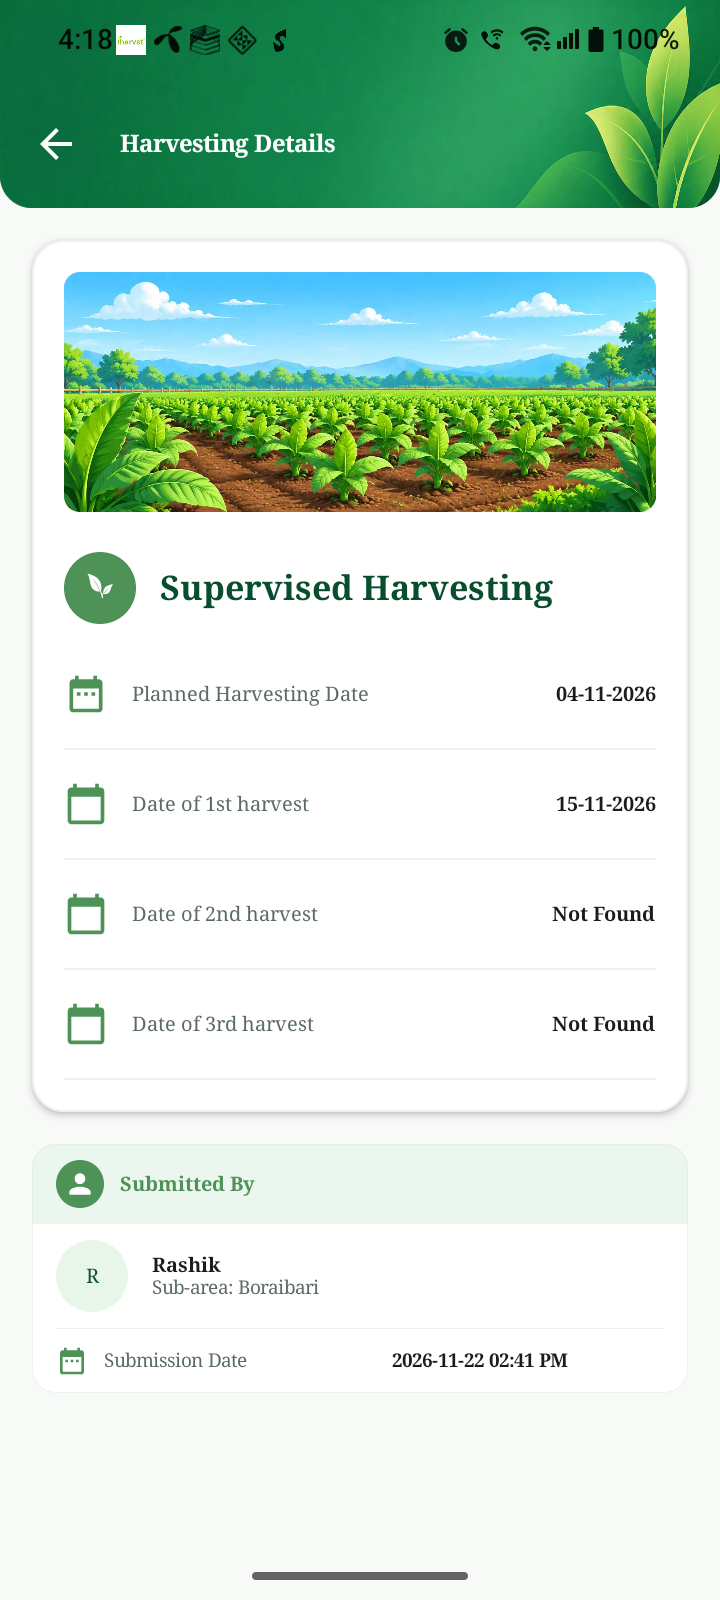 4:18
100%
Harvesting Details
Supervised Harvesting
Planned Harvesting Date 04-11-2026
Date of 1st harvest 15-11-2026
Date of 2nd harvest Not Found
Date of 3rd harvest Not Found
Submitted By
R
Rashik
Sub-area: Boraibari
Submission Date 2026-11-22 02:41 PM